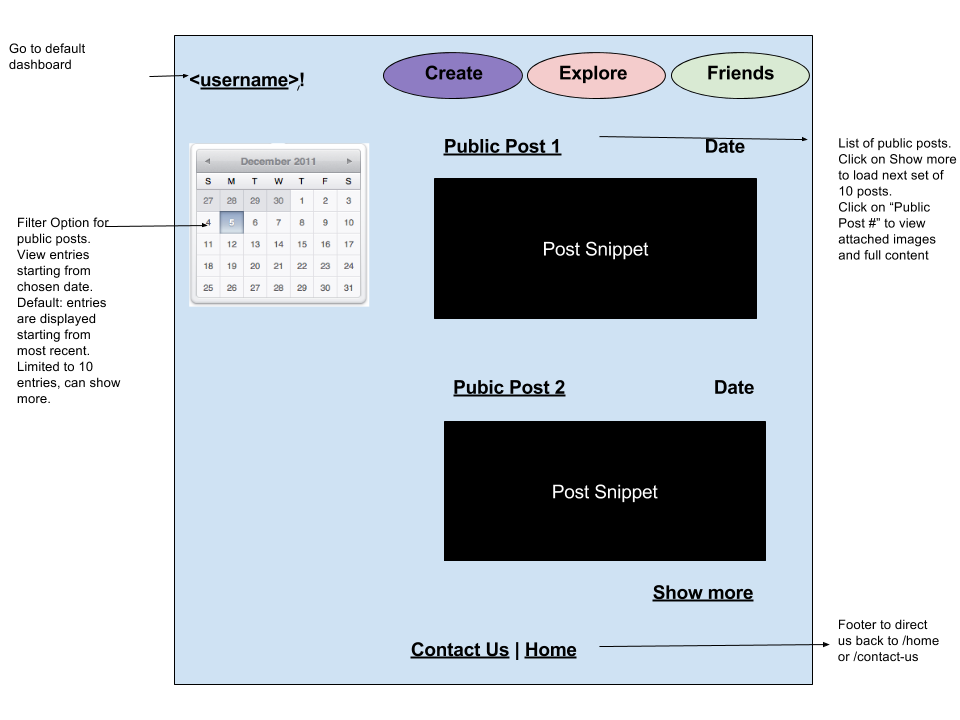 Go to default
dashboard
<username>!
Create
Explore
Friends
Public Post 1
Date
List of public posts.
Click on Show more
to load next set of
10 posts.
Click on “Public
Post #” to view
attached images
and full content
December 2011
S M T W T F S
27 28 29 30 1 2 3
4 5 6 7 8 9 10
11 12 13 14 15 16 17
18 19 20 21 22 23 24
25 26 27 28 29 30 31
Filter Option for
public posts.
View entries
starting from
chosen date.
Default: entries
are displayed
starting from
most recent.
Limited to 10
entries, can show
more.
Post Snippet
Pubic Post 2
Date
Post Snippet
Show more
Contact Us | Home
Footer to direct
us back to /home
or /contact-us